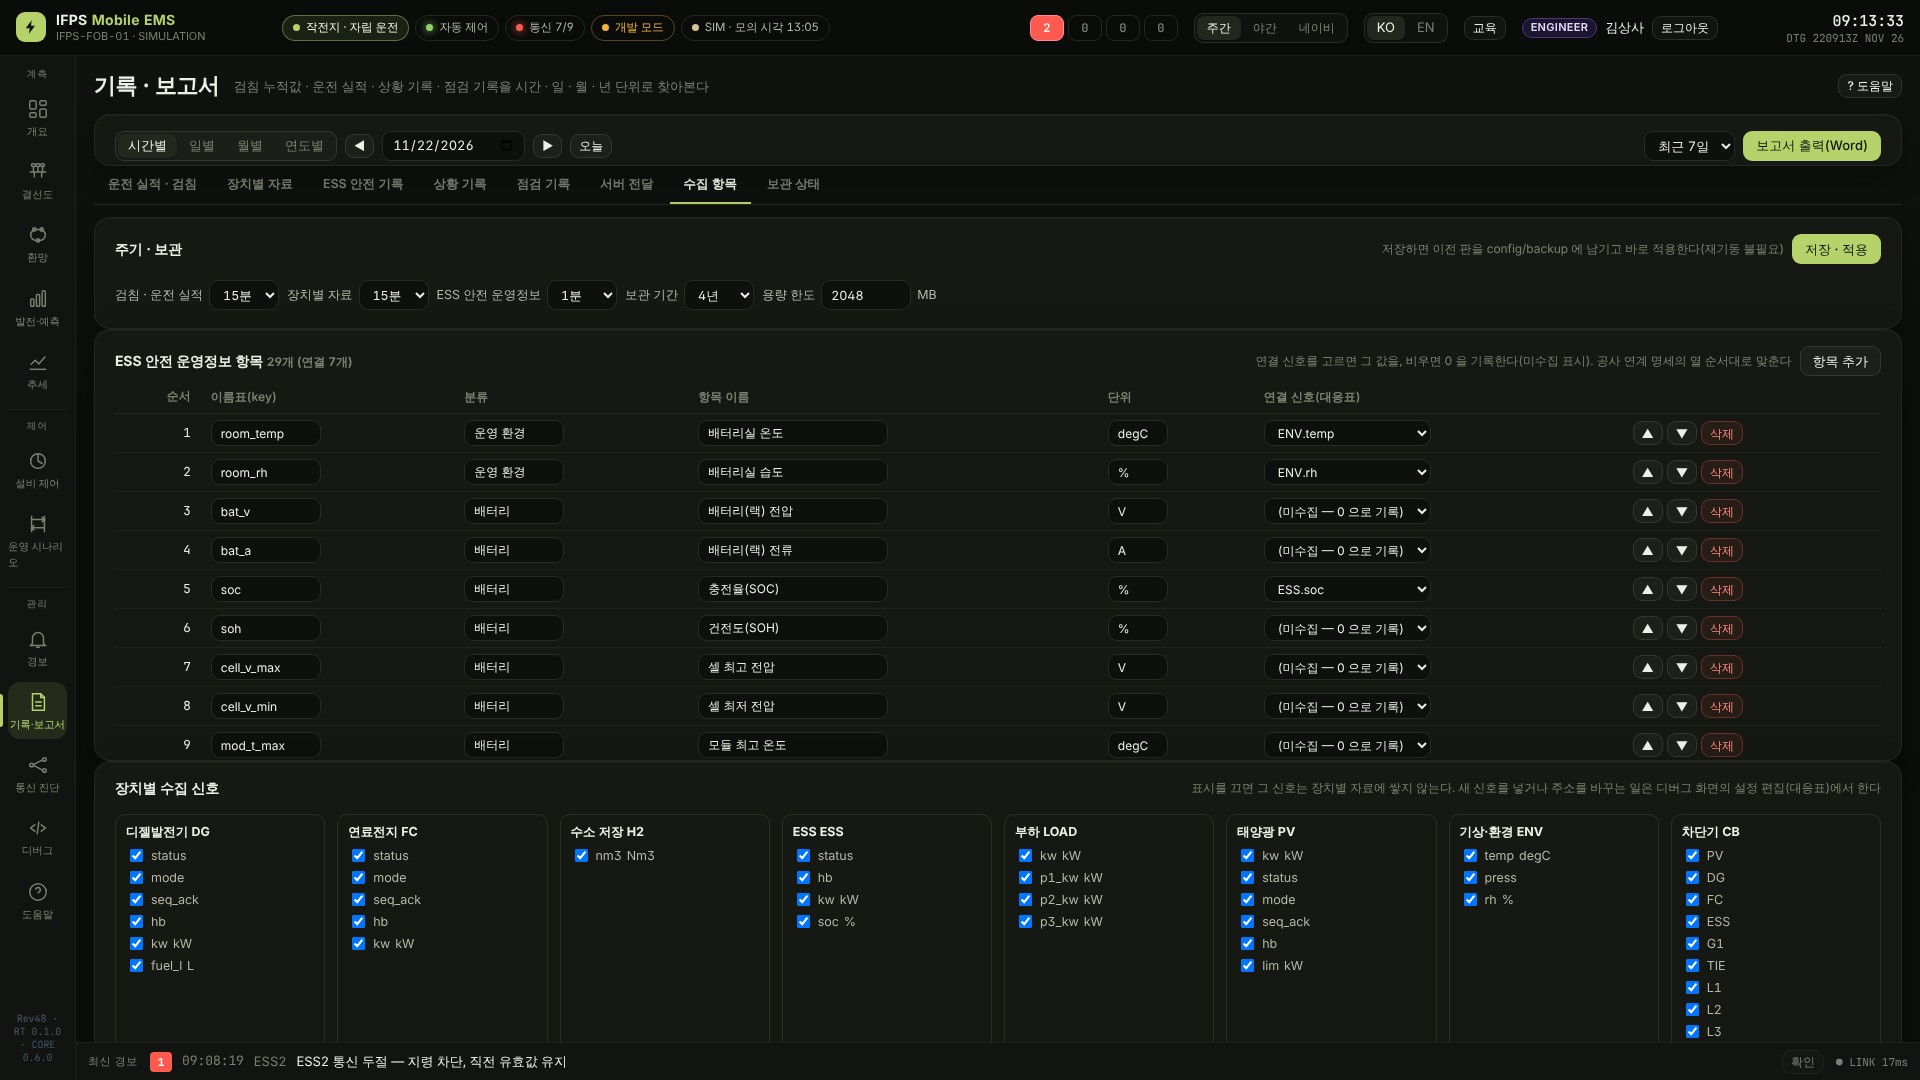 IFPS Mobile EMS
IFPS-FOB-01 · SIMULATION
작전지 · 자립 운전
자동 제어
통신 7/9
개발 모드
SIM · 모의 시각 13:05
2
0
0
0
주간
야간
네이비
KO
EN
교육
ENGINEER
김상사
로그아웃
09:13:33
DTG 220913Z NOV 26
계측
개요
결선도
환망
발전·예측
추세
제어
설비 제어
운영 시나리오
관리
경보
기록·보고서
통신 진단
디버그
도움말
Rev48 ·
RT 0.1.0
· CORE
0.6.0
기록 · 보고서
검침 누적값 · 운전 실적 · 상황 기록 · 점검 기록을 시간 · 일 · 월 · 년 단위로 찾아본다
? 도움말
시간별
일별
월별
연도별
◀
11/22/2026
▶
오늘
최근 7일
보고서 출력(Word)
운전 실적 · 검침
장치별 자료
ESS 안전 기록
상황 기록
점검 기록
서버 전달
수집 항목
보관 상태
주기 · 보관
저장하면 이전 판을 config/backup 에 남기고 바로 적용한다(재기동 불필요)
저장 · 적용
검침 · 운전 실적 15분 장치별 자료 15분 ESS 안전 운영정보 1분 보관 기간 4년 용량 한도 2048 MB
ESS 안전 운영정보 항목 29개 (연결 7개)
연결 신호를 고르면 그 값을, 비우면 0 을 기록한다(미수집 표시). 공사 연계 명세의 열 순서대로 맞춘다
항목 추가
순서 이름표(key) 분류 항목 이름 단위 연결 신호(대응표)
1 room_temp 운영 환경 배터리실 온도 degC ENV.temp ▲ ▼ 삭제
2 room_rh 운영 환경 배터리실 습도 % ENV.rh ▲ ▼ 삭제
3 bat_v 배터리 배터리(랙) 전압 V (미수집 — 0 으로 기록) ▲ ▼ 삭제
4 bat_a 배터리 배터리(랙) 전류 A (미수집 — 0 으로 기록) ▲ ▼ 삭제
5 soc 배터리 충전율(SOC) % ESS.soc ▲ ▼ 삭제
6 soh 배터리 건전도(SOH) % (미수집 — 0 으로 기록) ▲ ▼ 삭제
7 cell_v_max 배터리 셀 최고 전압 V (미수집 — 0 으로 기록) ▲ ▼ 삭제
8 cell_v_min 배터리 셀 최저 전압 V (미수집 — 0 으로 기록) ▲ ▼ 삭제
9 mod_t_max 배터리 모듈 최고 온도 degC (미수집 — 0 으로 기록) ▲ ▼ 삭제
장치별 수집 신호
표시를 끄면 그 신호는 장치별 자료에 쌓지 않는다. 새 신호를 넣거나 주소를 바꾸는 일은 디버그 화면의 설정 편집(대응표)에서 한다
디젤발전기 DG
status
mode
seq_ack
hb
kw kW
fuel_l L
연료전지 FC
status
mode
seq_ack
hb
kw kW
수소 저장 H2
nm3 Nm3
ESS ESS
status
hb
kw kW
soc %
부하 LOAD
kw kW
p1_kw kW
p2_kw kW
p3_kw kW
태양광 PV
kw kW
status
mode
seq_ack
hb
lim kW
기상·환경 ENV
temp degC
press
rh %
차단기 CB
PV
DG
FC
ESS
G1
TIE
L1
L2
L3
최신 경보 1 09:08:19 ESS2 ESS2 통신 두절 — 지령 차단, 직전 유효값 유지
확인
LINK 17ms